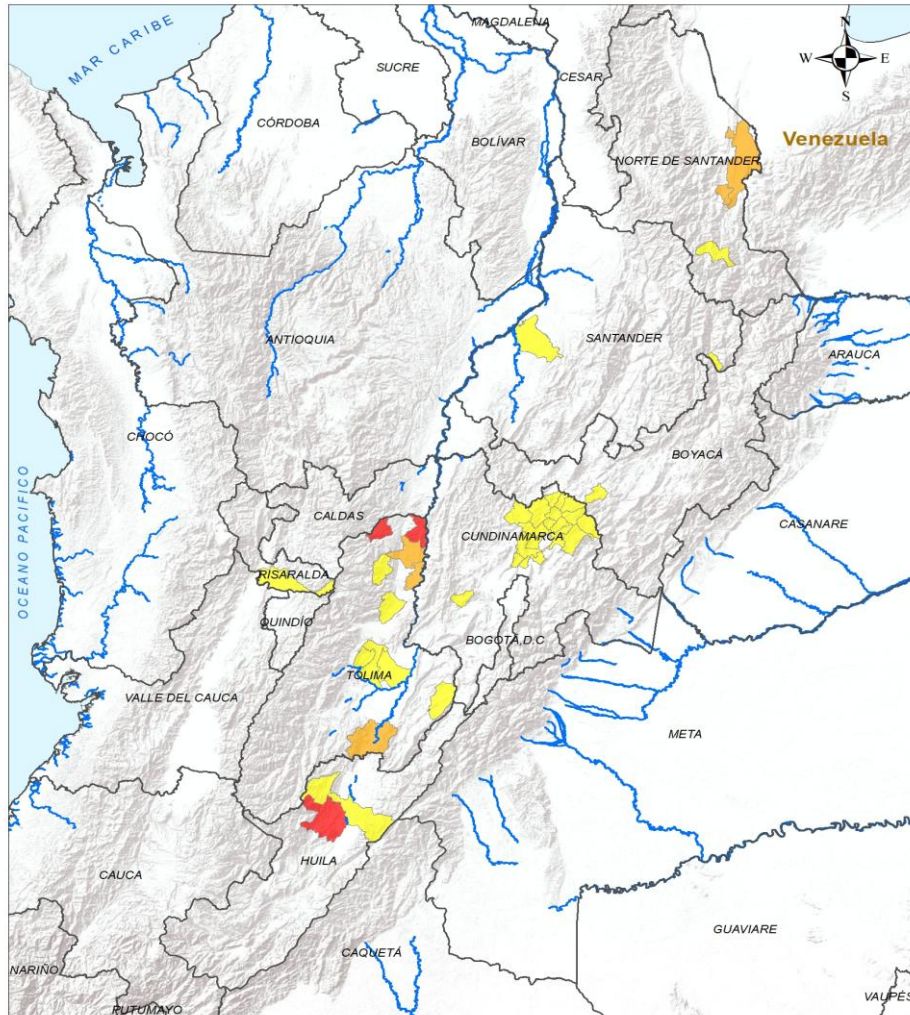 MAGDALENA
MAR CARIBE
N
W
E
S
SUCRE
CESAR
CÓRDOBA
BOLÍVAR
Venezuela
NORTE DE SANTANDER
ANTIOQUIA
SANTANDER
ARAUCA
CHOCÓ
BOYACÁ
OCEANO PACIFICO
CALDAS
CUNDINAMARCA
CASANARE
RISARALDA
QUINDÍO
BOGOTÁ, D.C
TOLIMA
VALLE DEL CAUCA
META
HUILA
CAUCA
GUAVIARE
CAQUETÁ
NARIÑO
VAUPÉS
PUTUMAYO